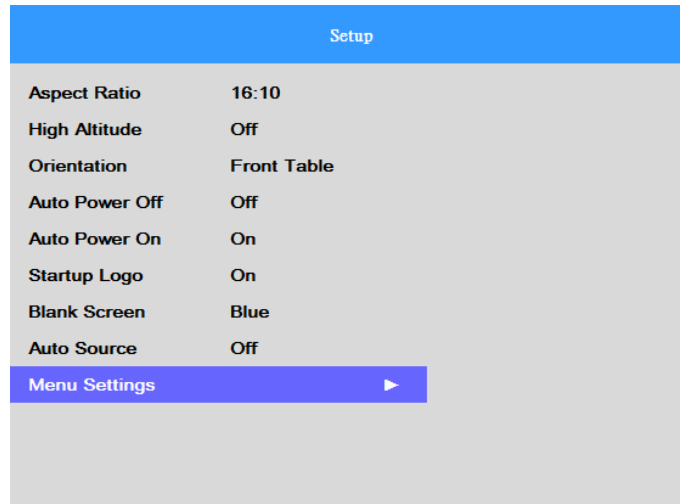 Setup
Aspect Ratio 16:10
High Altitude Off
Orientation Front Table
Auto Power Off Off
Auto Power On On
Startup Logo On
Blank Screen Blue
Auto Source Off
Menu Settings